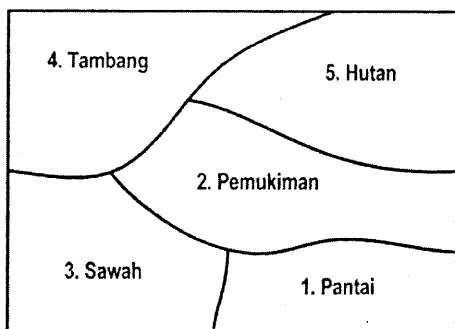 4. Tambang
5. Hutan
2. Pemukiman
3. Sawah
1. Pantai